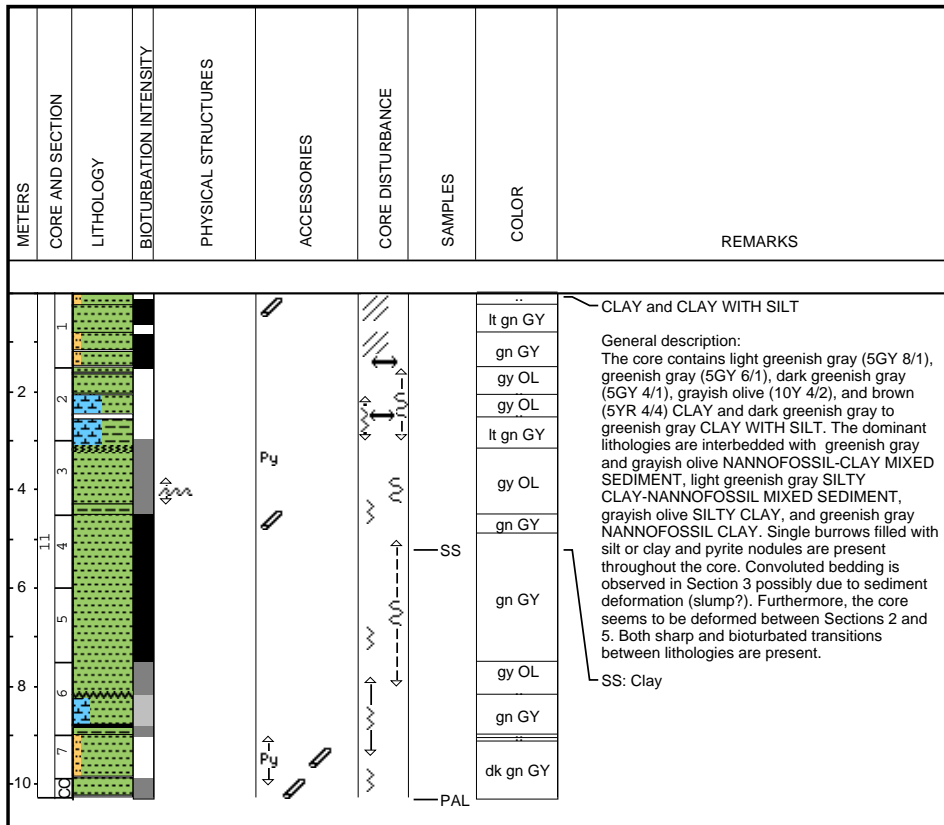 METERS
CORE AND SECTION
LITHOLOGY
BIOTURBATION INTENSITY
PHYSICAL STRUCTURES
ACCESSORIES
CORE DISTURBANCE
SAMPLES
COLOR
REMARKS
2
4
6
8
10
11
1
2
3
4
5
6
7
CC
Py
Py
SS
PAL
lt gn GY
gn GY
gy OL
gy OL
lt gn GY
gy OL
gn GY
gn GY
gy OL
gn GY
dk gn GY
CLAY and CLAY WITH SILT
General description:
The core contains light greenish gray (5GY 8/1),
greenish gray (5GY 6/1), dark greenish gray
(5GY 4/1), grayish olive (10Y 4/2), and brown
(5YR 4/4) CLAY and dark greenish gray to
greenish gray CLAY WITH SILT. The dominant
lithologies are interbedded with greenish gray
and grayish olive NANNOFOSSIL-CLAY MIXED
SEDIMENT, light greenish gray SILTY
CLAY-NANNOFOSSIL MIXED SEDIMENT,
grayish olive SILTY CLAY, and greenish gray
NANNOFOSSIL CLAY. Single burrows filled with
silt or clay and pyrite nodules are present
throughout the core. Convoluted bedding is
observed in Section 3 possibly due to sediment
deformation (slump?). Furthermore, the core
seems to be deformed between Sections 2 and
5. Both sharp and bioturbated transitions
between lithologies are present.
SS: Clay